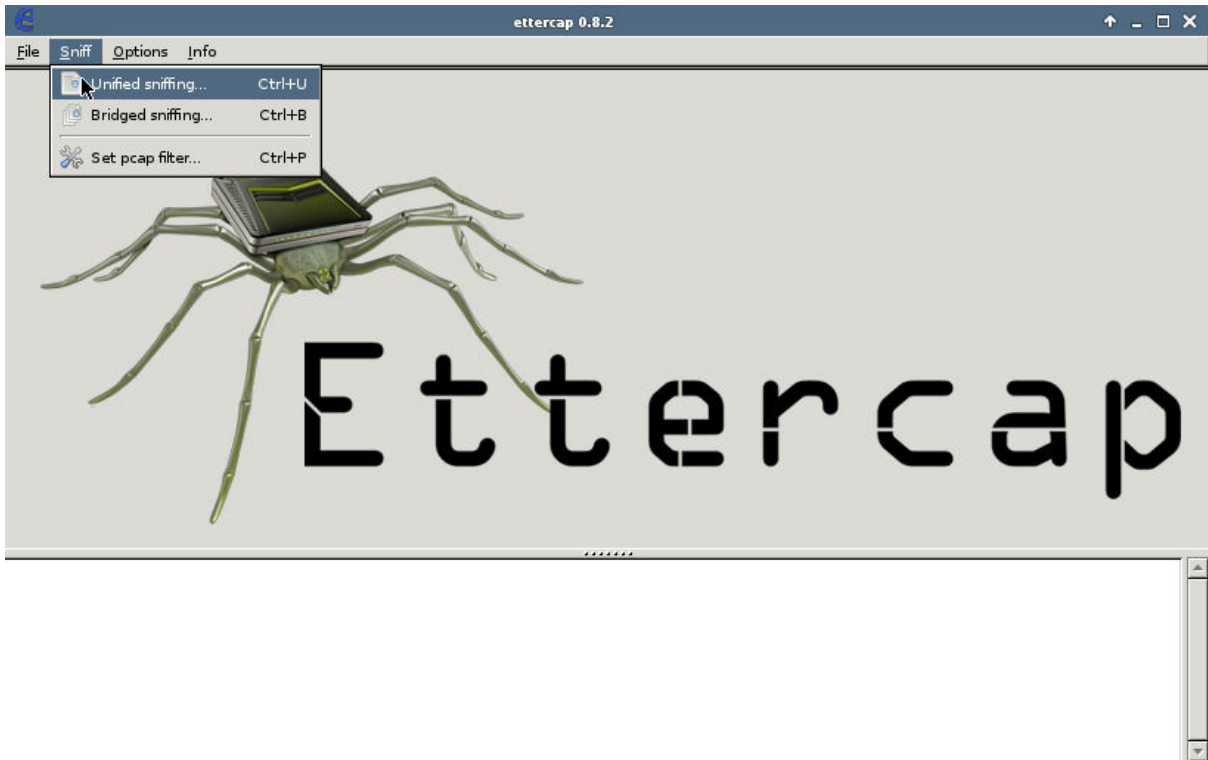 ettercap 0.8.2
File Sniff Options Info
Unified sniffing... Ctrl+U
Bridged sniffing... Ctrl+B
Set pcap filter... Ctrl+P
Ettercap